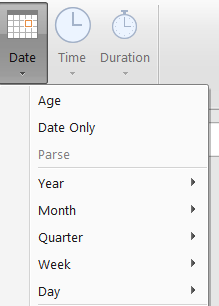 Date Time Duration
Age
Date Only
Parse
Year
Month
Quarter
Week
Day